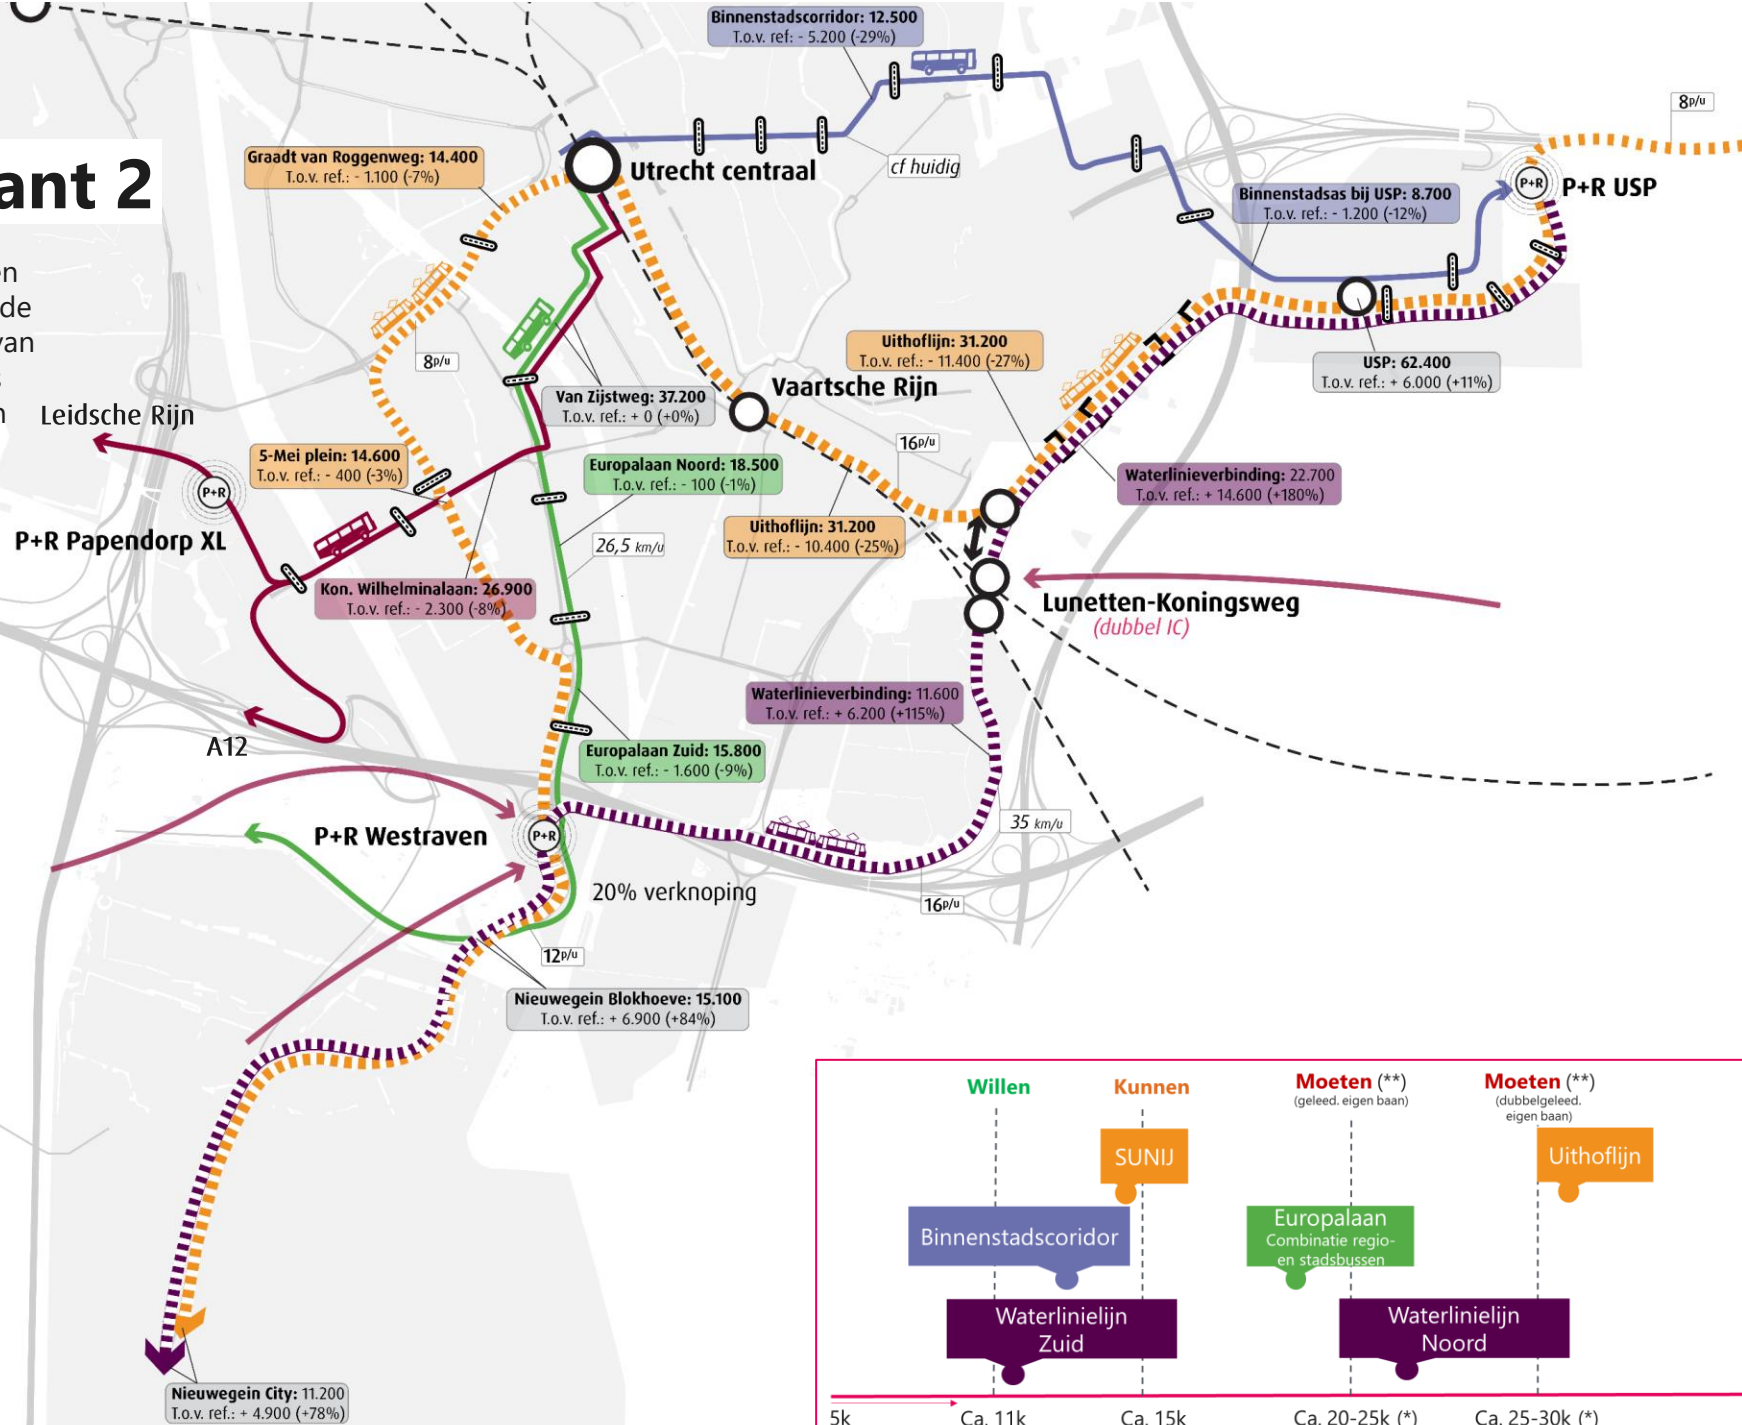 Binnenstadscorridor: 12.500
T.o.v. ref: - 5.200 (-29%)
8p/u
ant 2
Graadt van Roggenweg: 14.400
T.o.v. ref.: - 1.100 (-7%)
Utrecht centraal
cf huidig
Binnenstadsas bij USP: 8.700
T.o.v. ref.: - 1.200 (-12%)
P+R
P+R USP
en
de
van
s
n
8p/u
Uithoflijn: 31.200
T.o.v. ref.: - 11.400 (-27%)
USP: 62.400
T.o.v. ref.: + 6.000 (+11%)
Vaartsche Rijn
Van Zijstweg: 37.200
T.o.v. ref.: + 0 (+0%)
Leidsche Rijn
16p/u
5-Mei plein: 14.600
T.o.v. ref.: - 400 (-3%)
Europalaan Noord: 18.500
T.o.v. ref.: - 100 (-1%)
Waterlinieverbinding: 22.700
T.o.v. ref.: + 14.600 (+180%)
P+R
P+R Papendorp XL
Uithoflijn: 31.200
T.o.v. ref.: - 10.400 (-25%)
26,5 km/u
Kon. Wilhelminalaan: 26.900
T.o.v. ref.: - 2.300 (-8%)
Lunetten-Koningsweg
(dubbel IC)
Waterlinieverbinding: 11.600
T.o.v. ref.: + 6.200 (+115%)
A12
Europalaan Zuid: 15.800
T.o.v. ref.: - 1.600 (-9%)
P+R Westraven
P+R
35 km/u
20% verknoping
16p/u
12p/u
Nieuwegein Blokhoeve: 15.100
T.o.v. ref.: + 6.900 (+84%)
Willen
Kunnen
Moeten (**)
(geleed. eigen baan)
Moeten (**)
(dubbelgeleed.
eigen baan)
SUNIJ
Uithoflijn
Binnenstadscoridor
Europalaan
Combinatie regio-
en stadsbussen
Waterlinielijn
Zuid
Waterlinielijn
Noord
Nieuwegein City: 11.200
T.o.v. ref.: + 4.900 (+78%)
5k
Ca. 11k
Ca. 15k
Ca. 20-25k (*)
Ca. 25-30k (*)